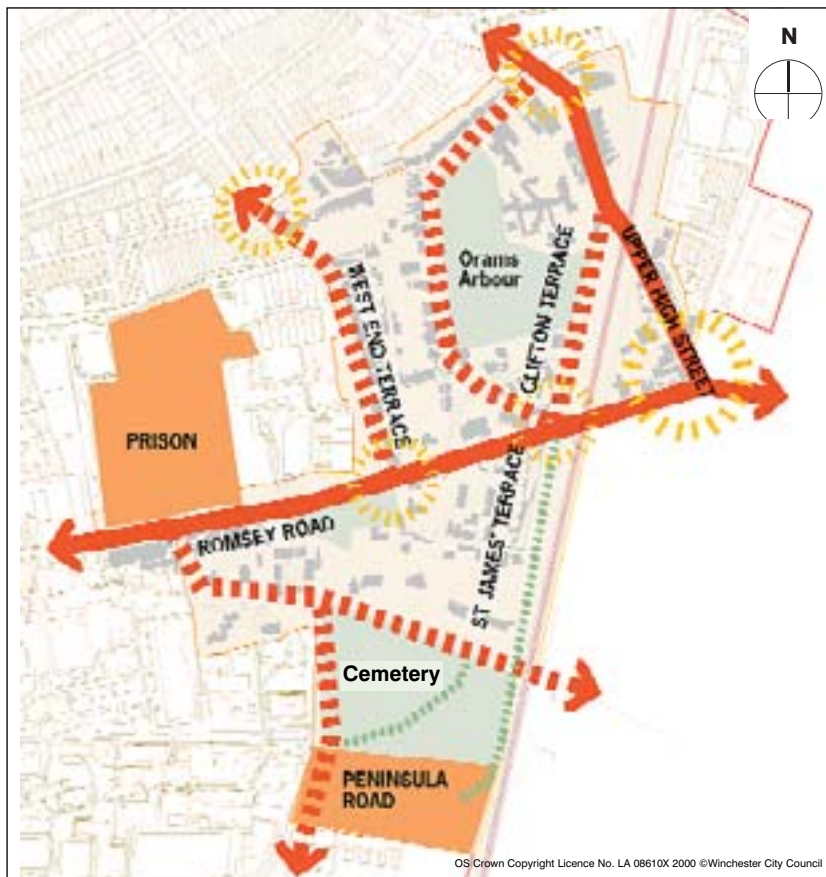 N
Orams
Arbour
CLIFTON TERRACE
UPPER HIGH STREET
WEST END TERRACE
PRISON
ROMSEY ROAD
ST JAMES' TERRACE
Cemetery
PENINSULA
ROAD
OS Crown Copyright Licence No. LA 08610X 2000 ©Winchester City Council